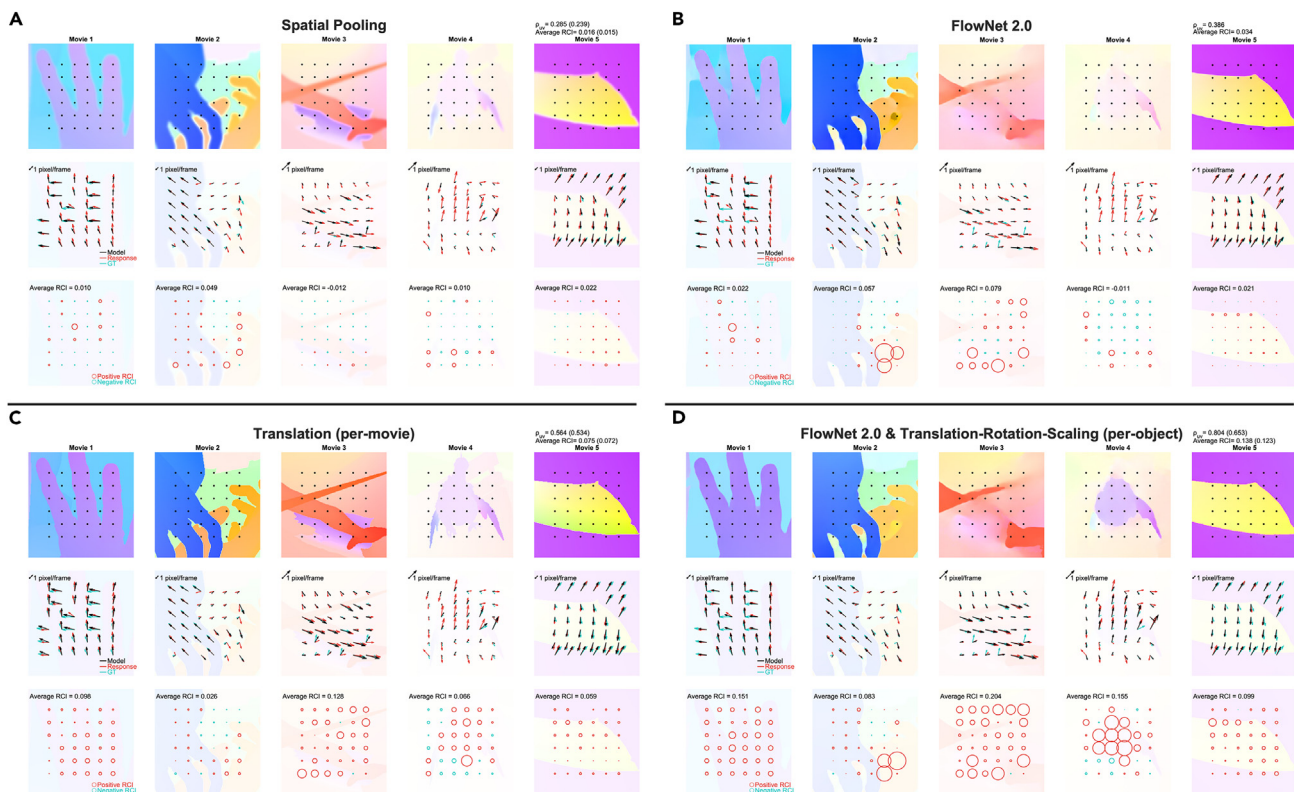 A
Spatial Pooling
ρuv = 0.285 (0.239)
Average RCI= 0.016 (0.015)
Movie 1 Movie 2 Movie 3 Movie 4 Movie 5
1 pixel/frame 1 pixel/frame 1 pixel/frame 1 pixel/frame 1 pixel/frame
Model
Response
GT
Average RCI = 0.010 Average RCI = 0.049 Average RCI = -0.012 Average RCI = 0.010 Average RCI = 0.022
Positive RCI
Negative RCI
B
FlowNet 2.0
ρuv = 0.386
Average RCI= 0.034
Movie 1 Movie 2 Movie 3 Movie 4 Movie 5
1 pixel/frame 1 pixel/frame 1 pixel/frame 1 pixel/frame 1 pixel/frame
Model
Response
GT
Average RCI = 0.022 Average RCI = 0.057 Average RCI = 0.079 Average RCI = -0.011 Average RCI = 0.021
Positive RCI
Negative RCI
C
Translation (per-movie)
ρuv = 0.564 (0.534)
Average RCI= 0.075 (0.072)
Movie 1 Movie 2 Movie 3 Movie 4 Movie 5
1 pixel/frame 1 pixel/frame 1 pixel/frame 1 pixel/frame 1 pixel/frame
Model
Response
GT
Average RCI = 0.098 Average RCI = 0.026 Average RCI = 0.128 Average RCI = 0.066 Average RCI = 0.059
Positive RCI
Negative RCI
D
FlowNet 2.0 & Translation-Rotation-Scaling (per-object)
ρuv = 0.804 (0.653)
Average RCI= 0.138 (0.123)
Movie 1 Movie 2 Movie 3 Movie 4 Movie 5
1 pixel/frame 1 pixel/frame 1 pixel/frame 1 pixel/frame 1 pixel/frame
Model
Response
GT
Average RCI = 0.151 Average RCI = 0.083 Average RCI = 0.204 Average RCI = 0.155 Average RCI = 0.099
Positive RCI
Negative RCI